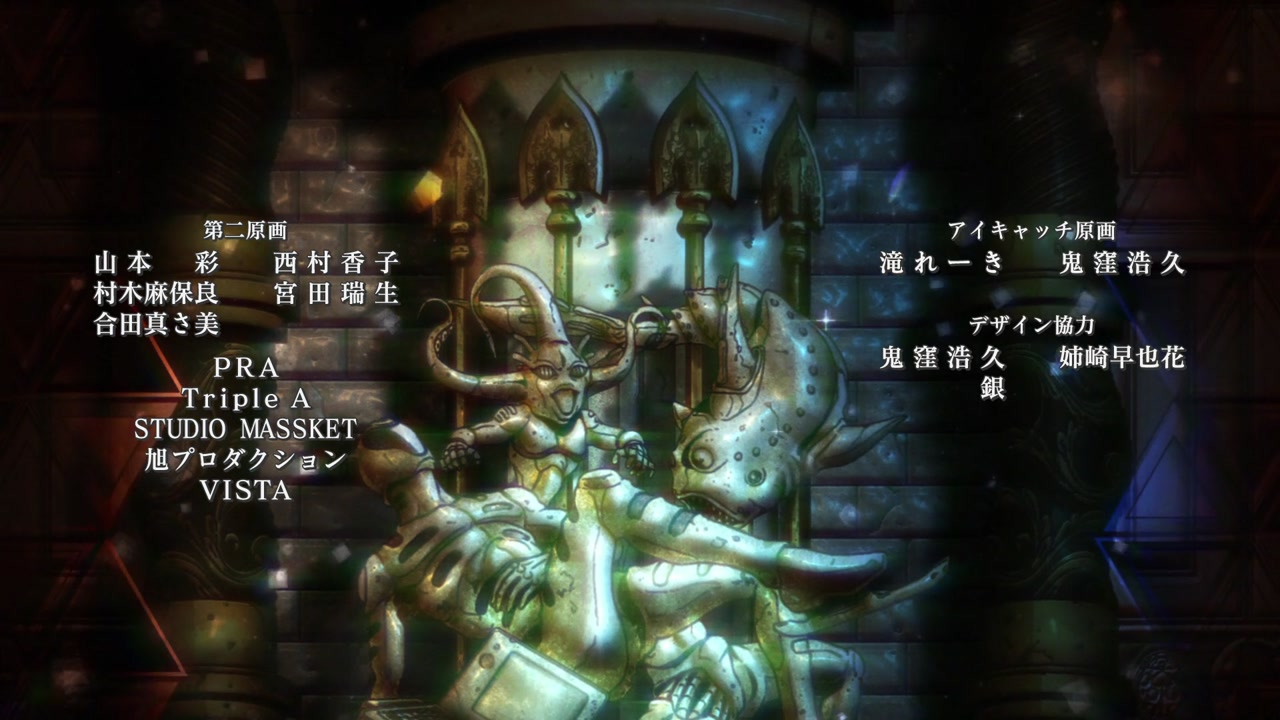 第二原画
山本 彩 西村香子
村木麻保良 宮田瑞生
合田真さ美
PRA
Triple A
STUDIO MASSKET
旭プロダクション
VISTA
アイキャッチ原画
滝れーき 鬼窪浩久
デザイン協力
鬼窪浩久 姉崎早也花
銀